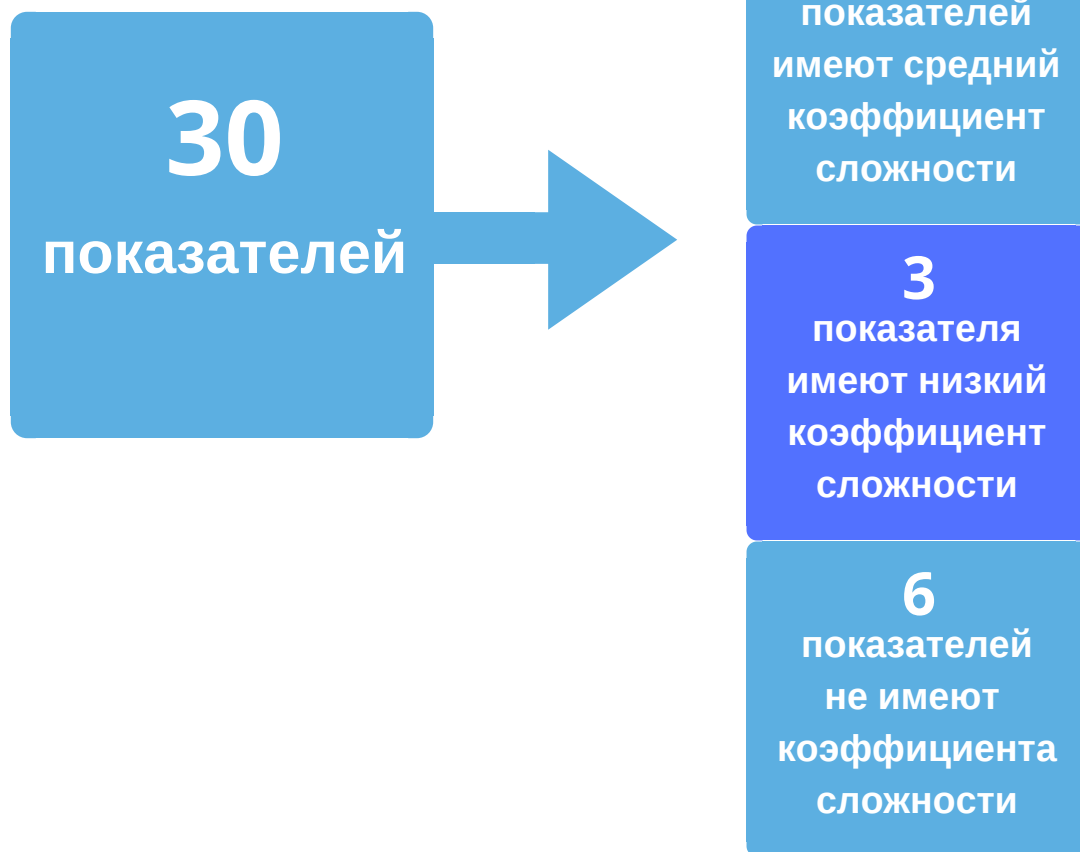 30
показателей
показателей
имеют средний
коэффициент
сложности
3
показателя
имеют низкий
коэффициент
сложности
6
показателей
не имеют
коэффициента
сложности